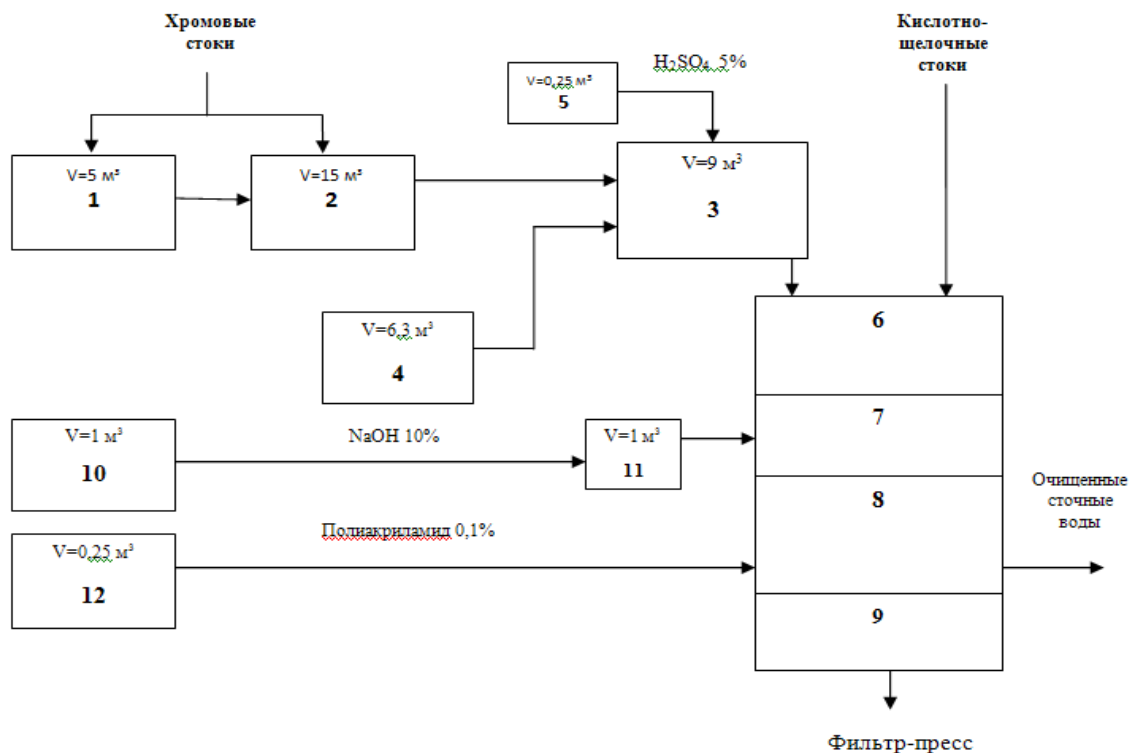 Хромовые
стоки
Кислотно-
щелочные
стоки
V=0,25 м³
5
H₂SO₄ 5%
V=5 м³
1
V=15 м³
2
V=9 м³
3
V=6,3 м³
4
6
7
8
9
V=1 м³
10
NaOH 10%
V=1 м³
11
Очищенные
сточные
воды
V=0,25 м³
12
Полиакриламид 0,1%
Фильтр-пресс